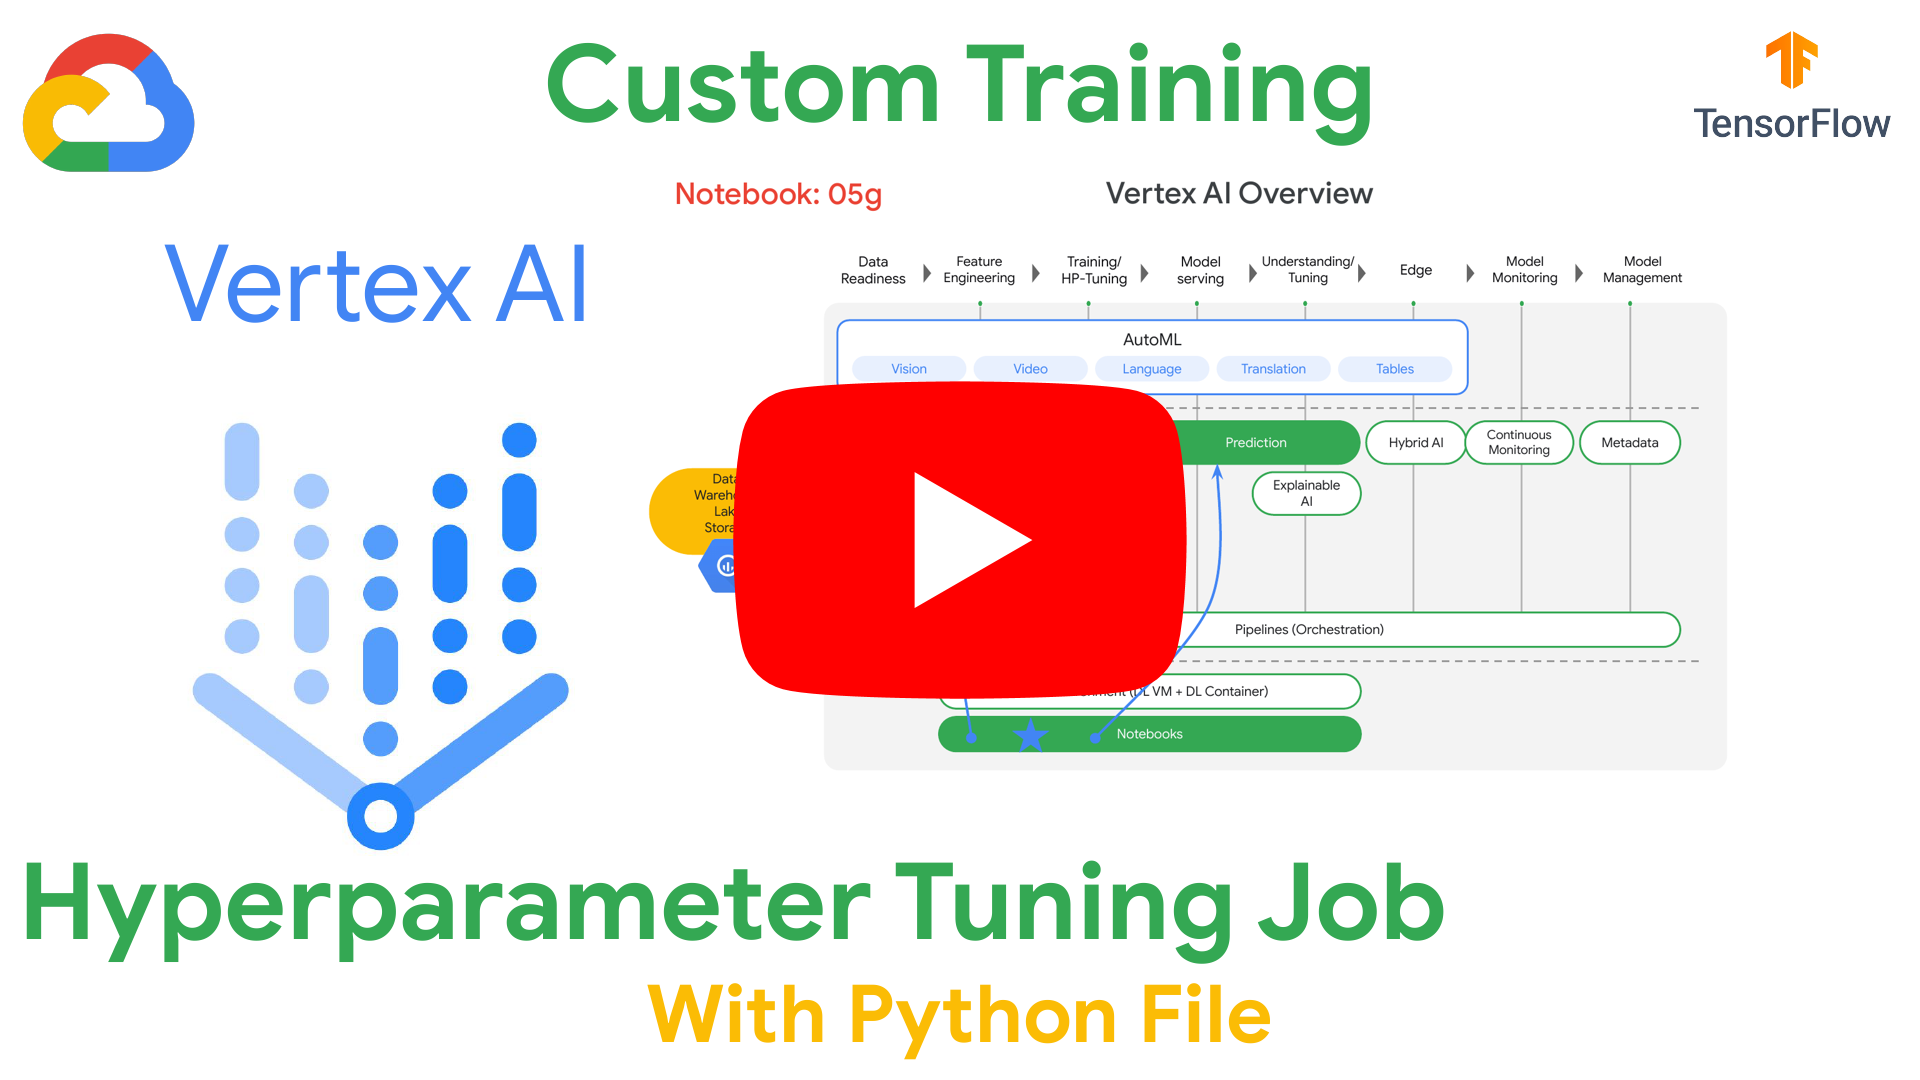 Custom Training
TensorFlow
Notebook: 05g
Vertex AI Overview
Vertex AI
Data
Readiness
Feature
Engineering
Training/
HP-Tuning
Model
serving
Understanding/
Tuning
Edge
Model
Monitoring
Model
Management
AutoML
Vision
Video
Language
Translation
Tables
Prediction
Hybrid AI
Continuous
Monitoring
Metadata
Explainable
AI
Data
Pipelines (Orchestration)
(DL VM + DL Container)
Notebooks
Hyperparameter Tuning Job
With Python File